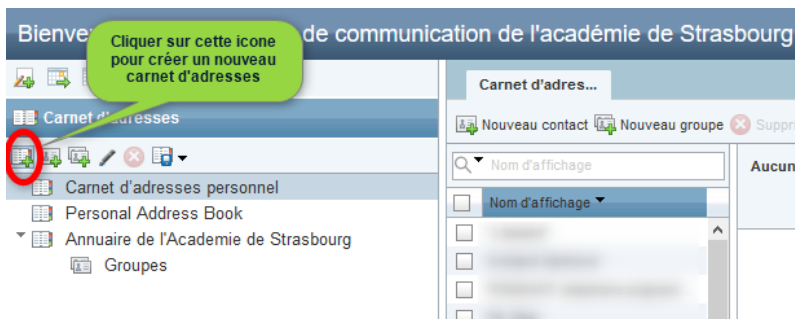 Bienve de communication de l'académie de Strasbourg
Cliquer sur cette icone
pour créer un nouveau
carnet d'adresses
Carnet d'adres...
Carnet d'adresses
Nouveau contact Nouveau groupe Suppri
Nom d'affichage
Aucun
Carnet d'adresses personnel
Nom d'affichage
Personal Address Book
Annuaire de l'Academie de Strasbourg
Groupes